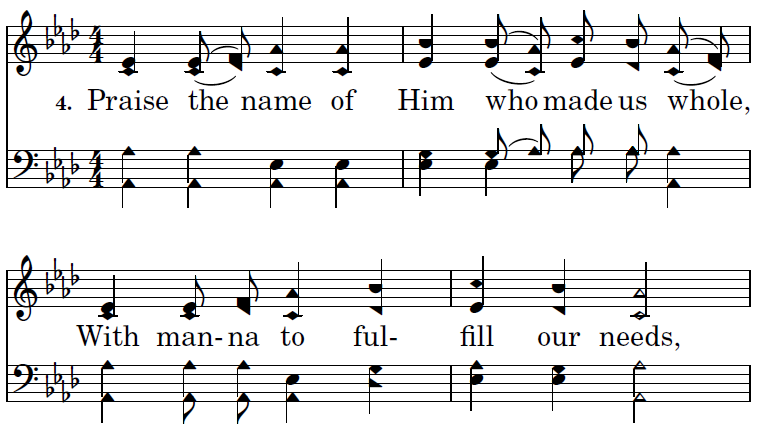 4. Praise the name of Him who made us whole,
With man- na to ful- fill our needs,